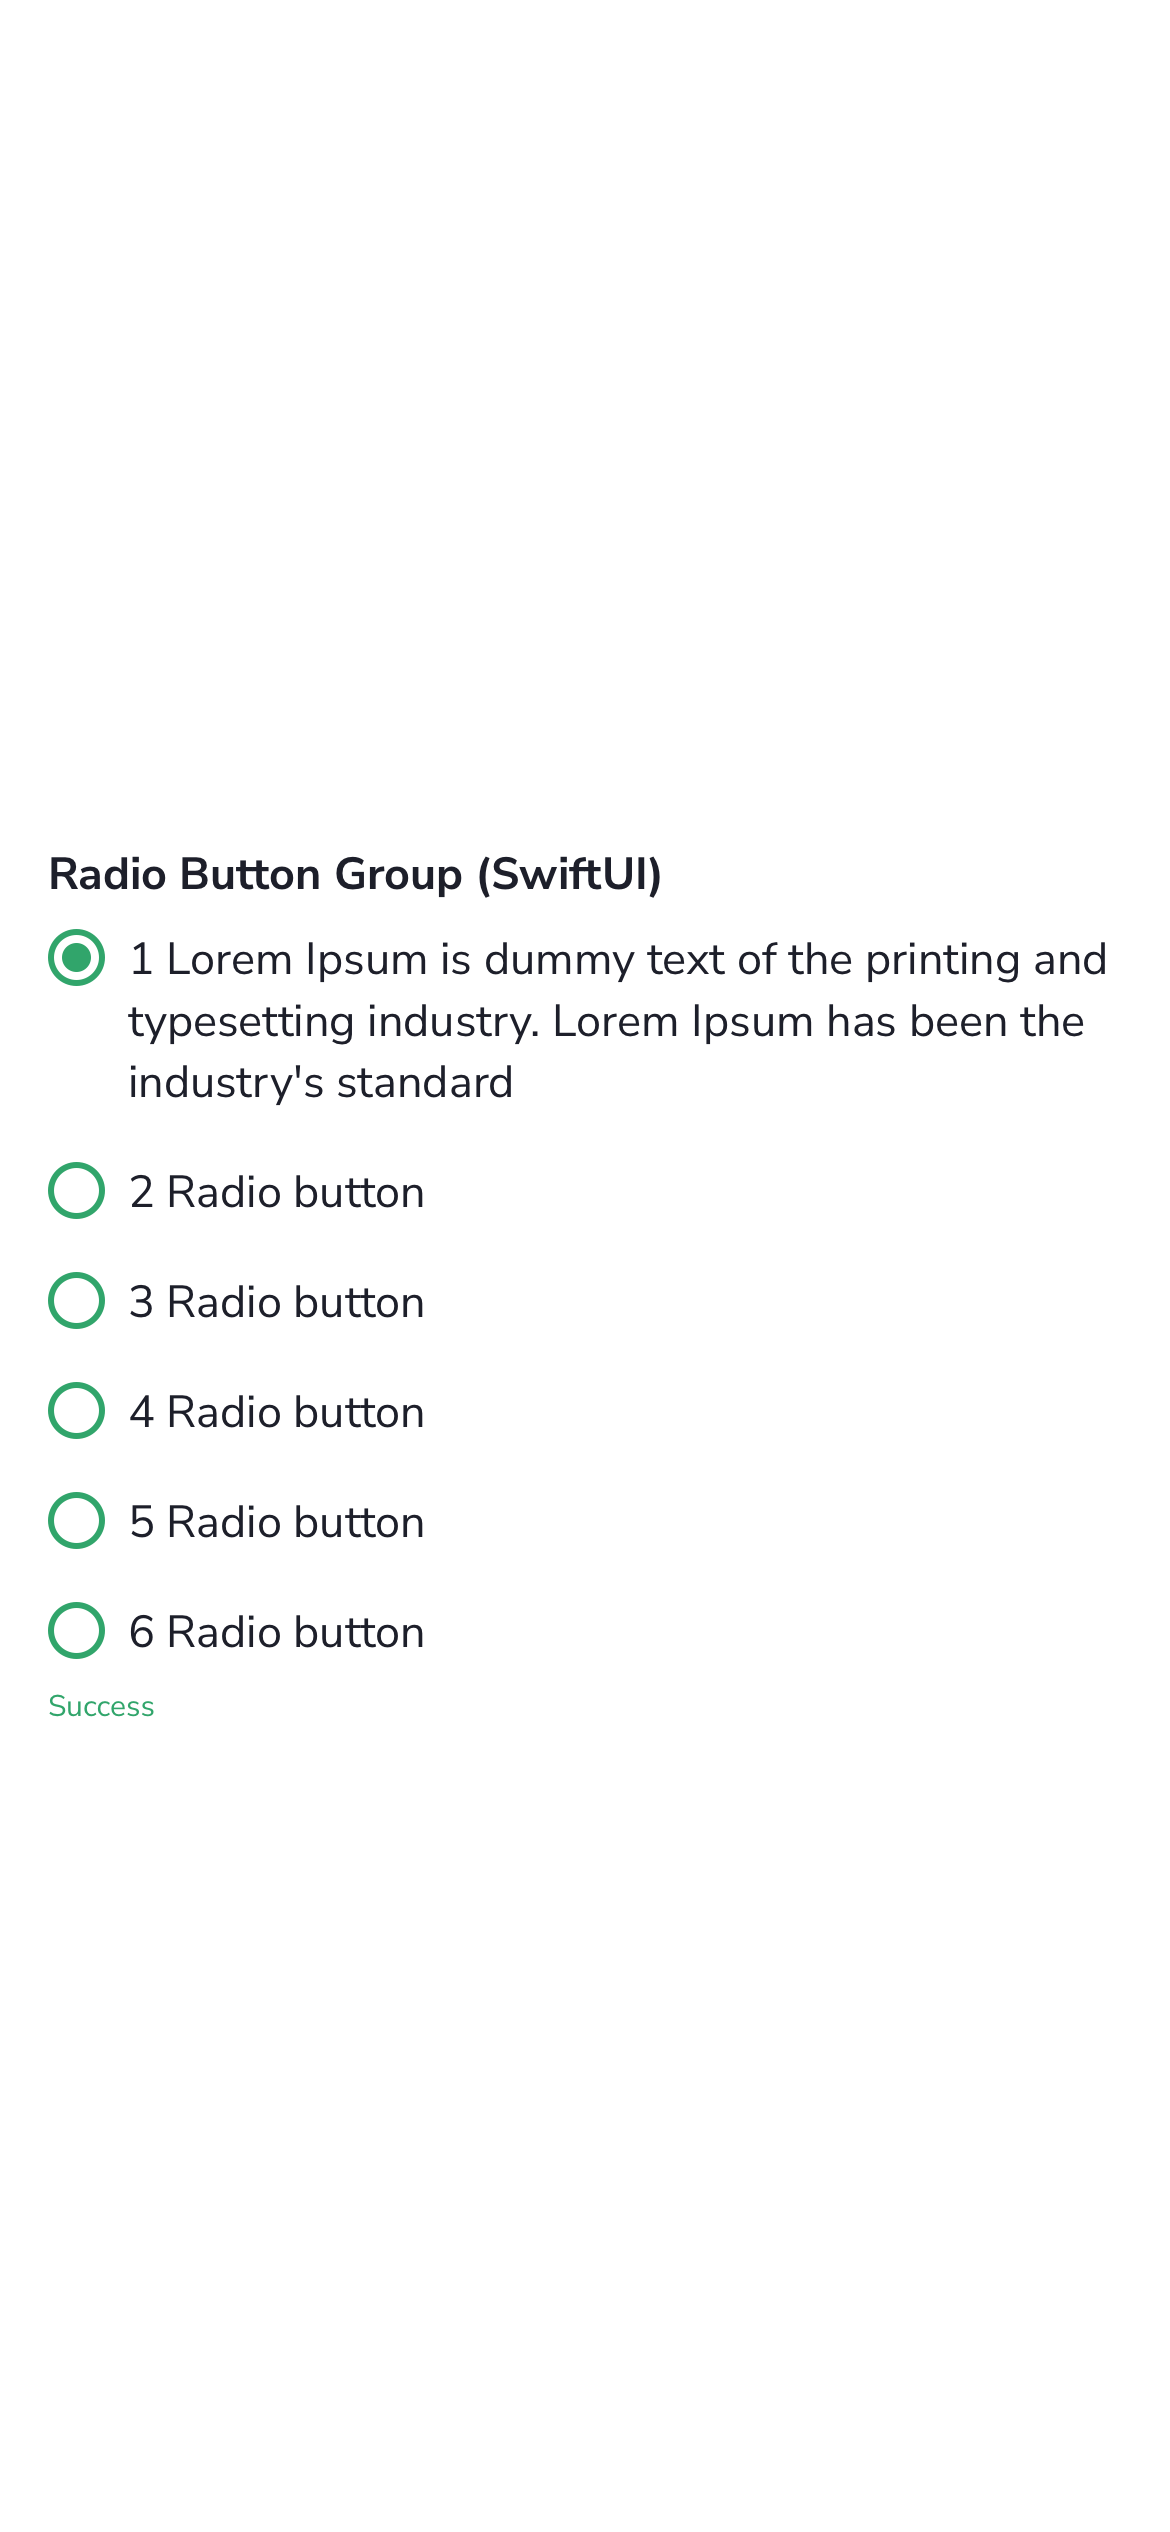 Radio Button Group (SwiftUI)
1 Lorem Ipsum is dummy text of the printing and
typesetting industry. Lorem Ipsum has been the
industry's standard
2 Radio button
3 Radio button
4 Radio button
5 Radio button
6 Radio button
Success